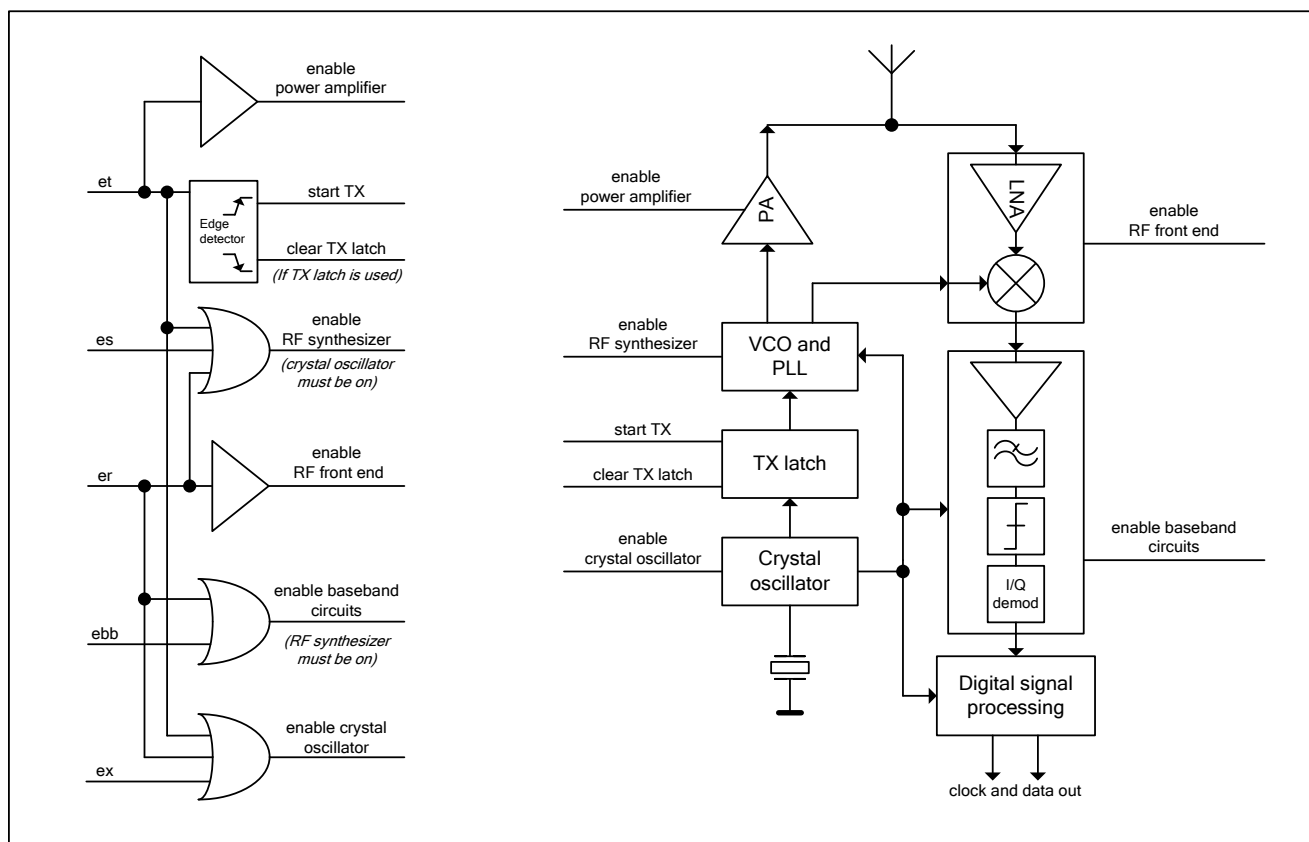 enable
power amplifier
et
Edge
detector
start TX
clear TX latch
(If TX latch is used)
es
enable
RF synthesizer
(crystal oscillator
must be on)
er
enable
RF front end
ebb
enable baseband
circuits
(RF synthesizer
must be on)
ex
enable crystal
oscillator
enable
power amplifier
PA
LNA
enable
RF front end
enable
RF synthesizer
VCO and
PLL
start TX
clear TX latch
TX latch
enable
crystal oscillator
Crystal
oscillator
I/Q
demod
enable baseband
circuits
Digital signal
processing
clock and data out